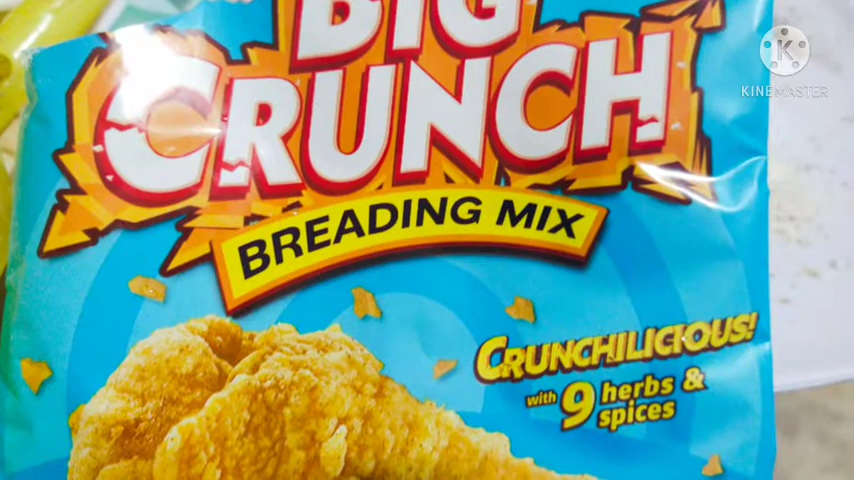 BIG
CRUNCH
BREADING MIX
CRUNCHILICIOUS!
with 9 herbs &
spices
K
KINEMASTER